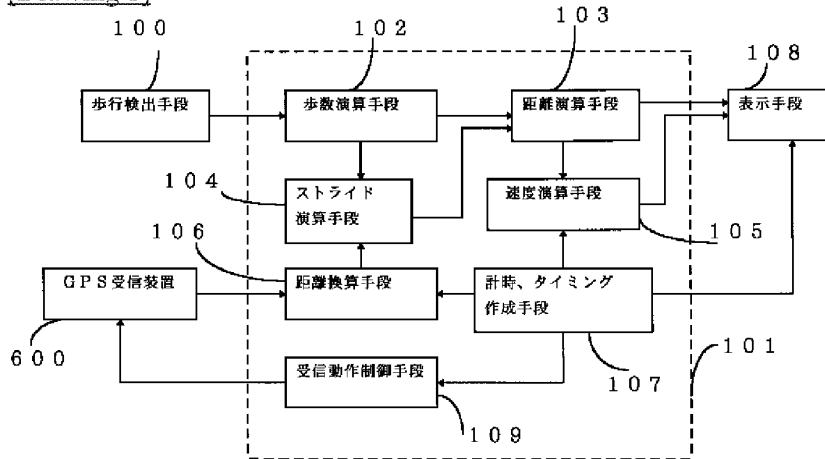 100
102
103
108
歩行検出手段
歩数演算手段
距離演算手段
表示手段
104
ストライド
演算手段
速度演算手段
105
106
GPS受信装置
距離換算手段
計時、タイミング
作成手段
600
受信動作制御手段
107
101
109